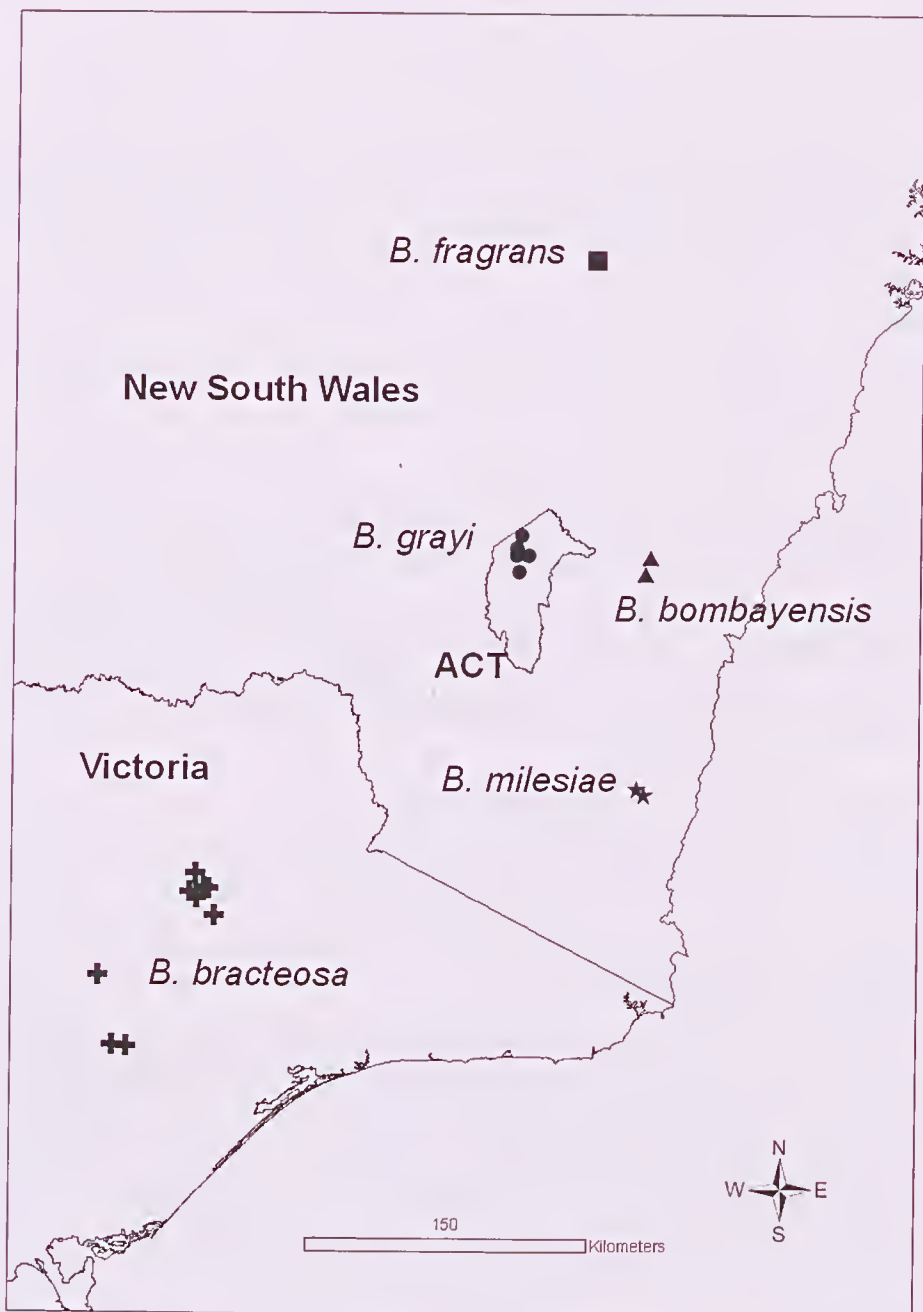 B. fragrans
New South Wales
B. grayi
B. bombayensis
ACT
Victoria
B. milesiae
B. bracteosa
N
W E
S
150
Kilometers